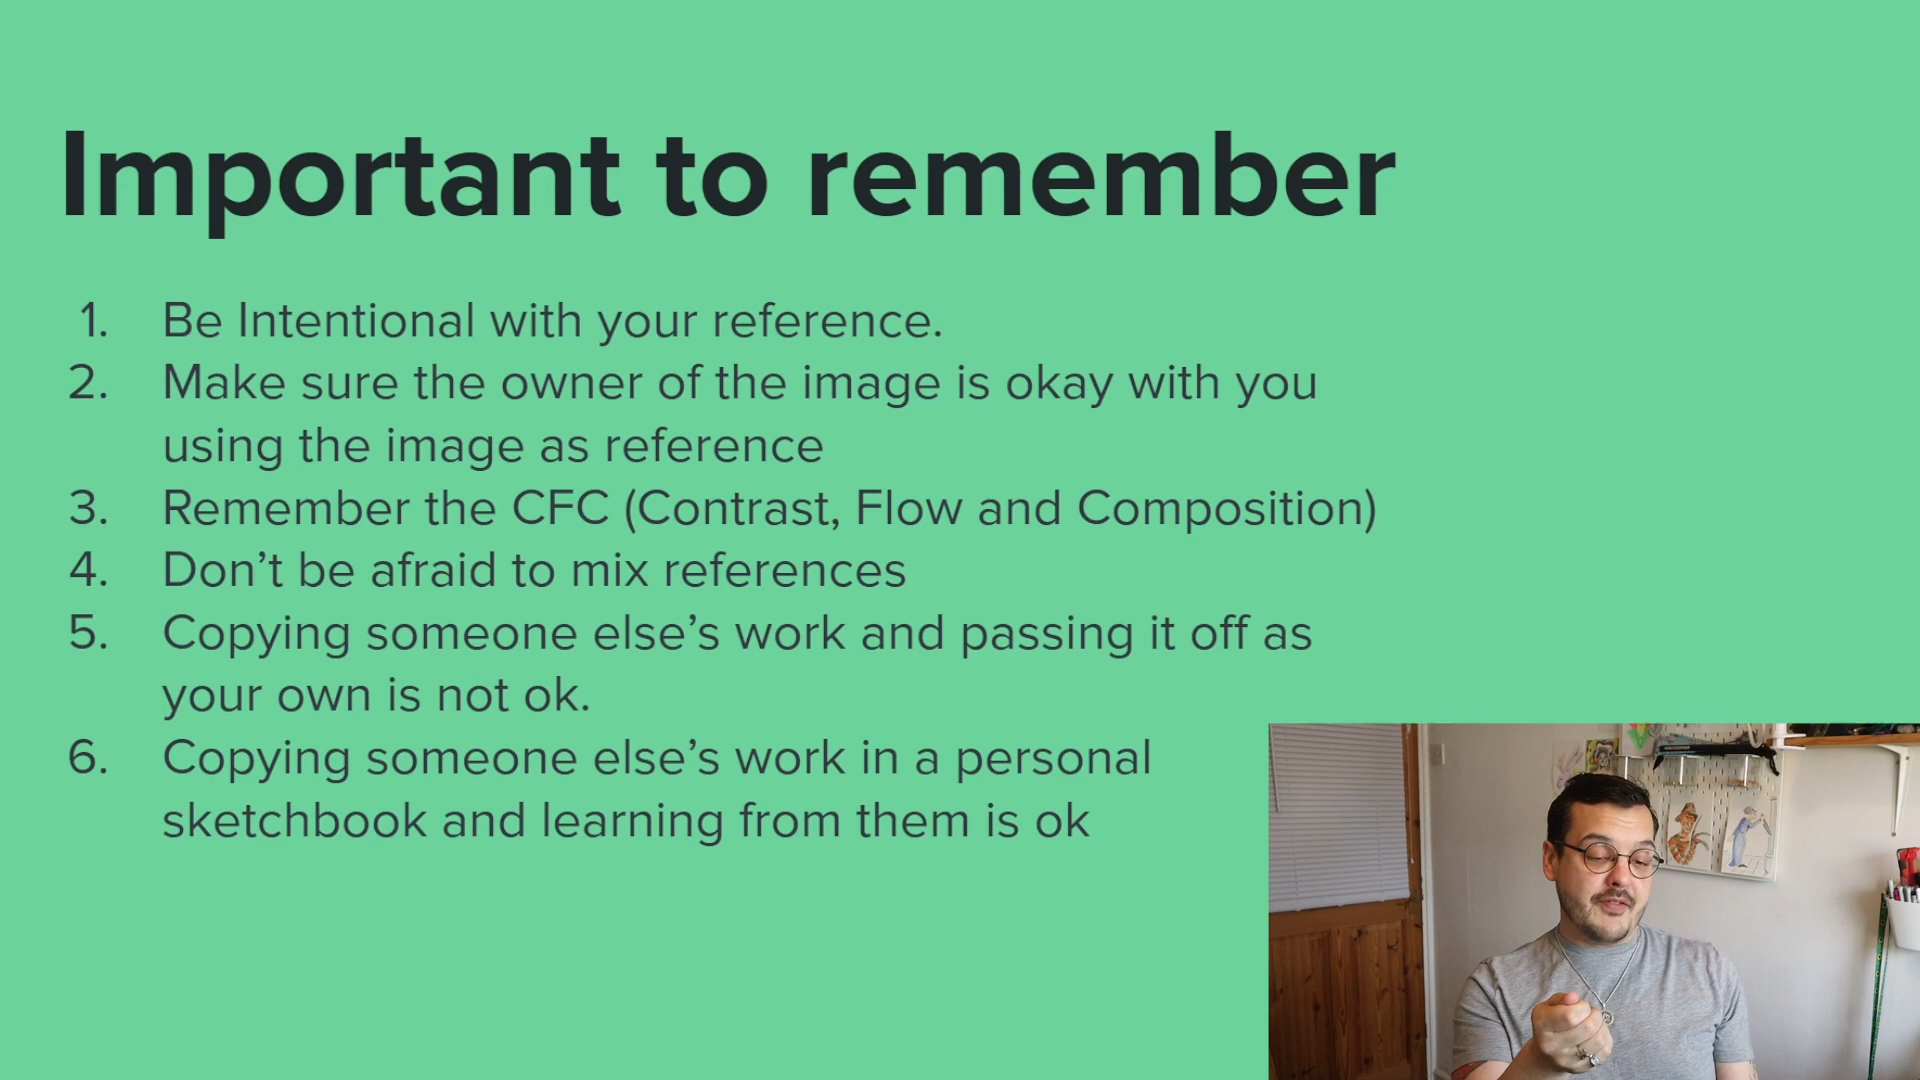 Important to remember
1. Be Intentional with your reference.
2. Make sure the owner of the image is okay with you
using the image as reference
3. Remember the CFC (Contrast, Flow and Composition)
4. Don’t be afraid to mix references
5. Copying someone else’s work and passing it off as
your own is not ok.
6. Copying someone else’s work in a personal
sketchbook and learning from them is ok